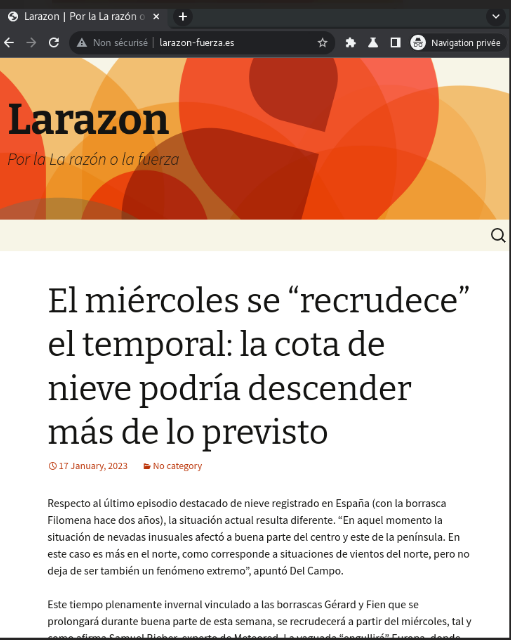 Larazon | Por la La razón o
Non sécurisé | larazon-fuerza.es
Navigation privée
Larazon
Por la La razón o la fuerza
El miércoles se “recrudece”
el temporal: la cota de
nieve podría descender
más de lo previsto
17 January, 2023 No category
Respecto al último episodio destacado de nieve registrado en España (con la borrasca
Filomena hace dos años), la situación actual resulta diferente. “En aquel momento la
situación de nevadas inusuales afectó a buena parte del centro y este de la península. En
este caso es más en el norte, como corresponde a situaciones de vientos del norte, pero no
deja de ser también un fenómeno extremo”, apuntó Del Campo.
Este tiempo plenamente invernal vinculado a las borrascas Gérard y Fien que se
prolongará durante buena parte de esta semana, se recrudecerá a partir del miércoles, tal y
como afirma Samuel Biener, experto de Meteored. La vaguada “engullirá” Europa, donde